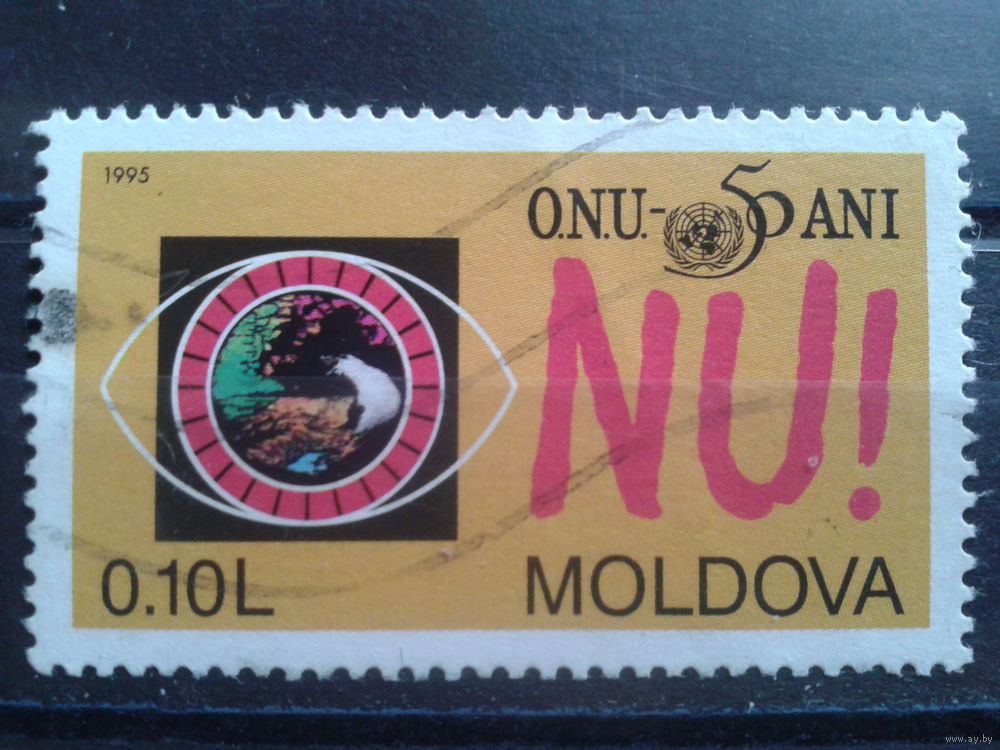 1995
O.N.U.-50 ANI
NU!
0.10L
MOLDOVA
www.ay.by